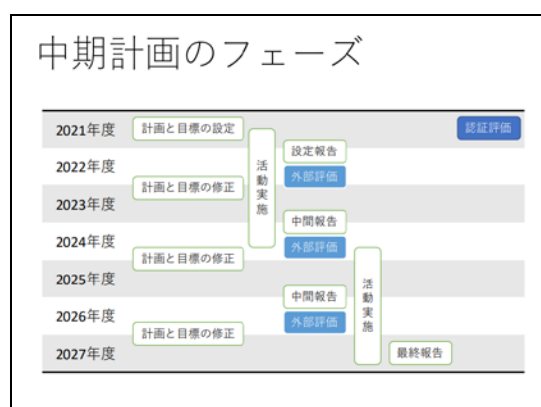 中期計画のフェーズ
2021年度
計画と目標の設定
認証評価
設定報告
2022年度
活動実施
外部評価
計画と目標の修正
2023年度
中間報告
2024年度
外部評価
計画と目標の修正
2025年度
活動実施
中間報告
2026年度
外部評価
計画と目標の修正
2027年度
最終報告